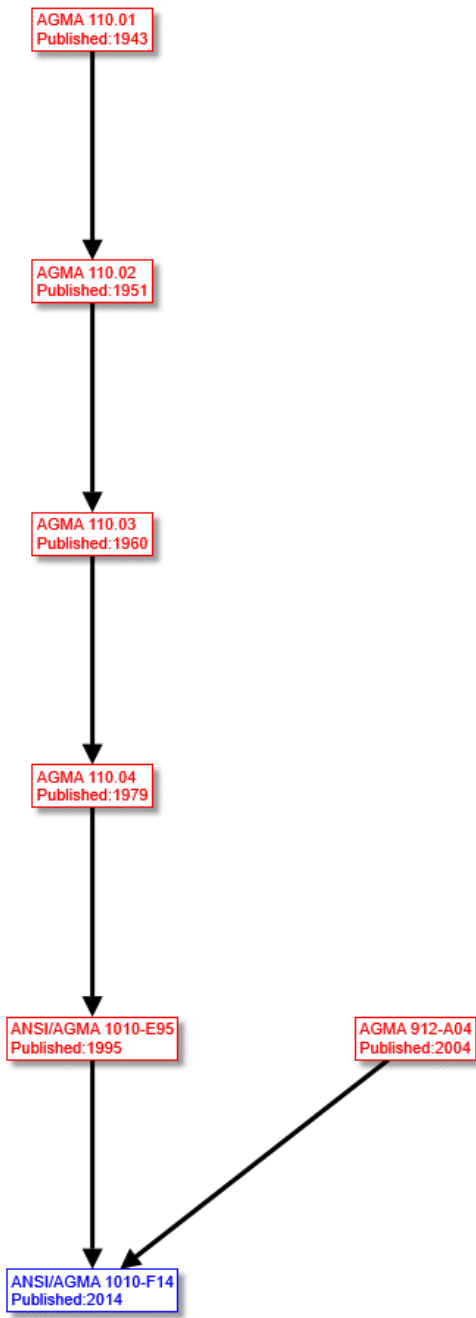 AGMA 110.01
Published:1943
AGMA 110.02
Published:1951
AGMA 110.03
Published:1960
AGMA 110.04
Published:1979
ANSI/AGMA 1010-E95
Published:1995
AGMA 912-A04
Published:2004
ANSI/AGMA 1010-F14
Published:2014